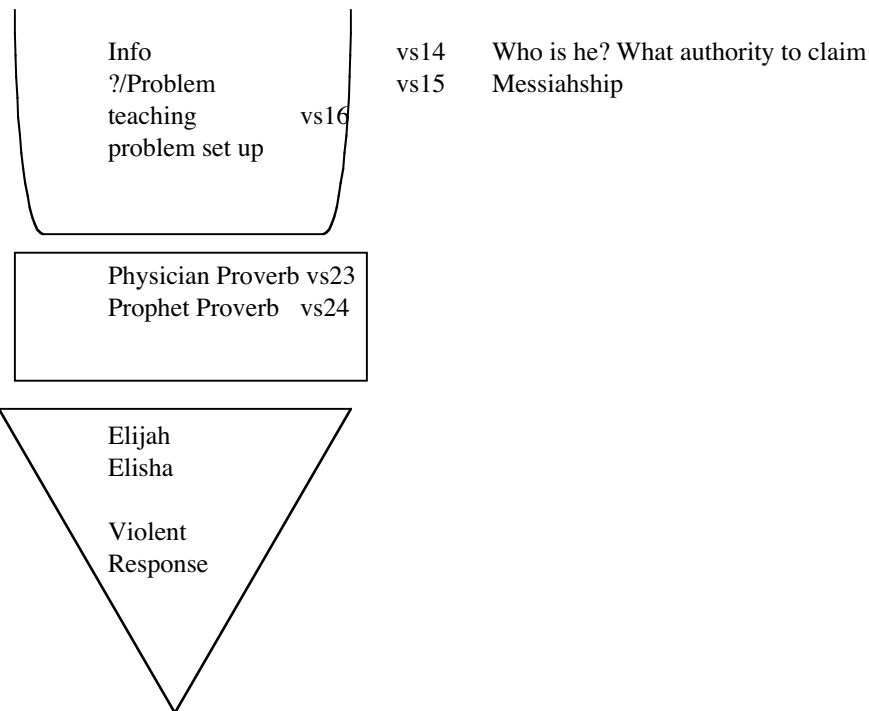 Info vs14 Who is he? What authority to claim
?/Problem vs15 Messiahship
teaching vs16
problem set up
Physician Proverb vs23
Prophet Proverb vs24
Elijah
Elisha
Violent
Response